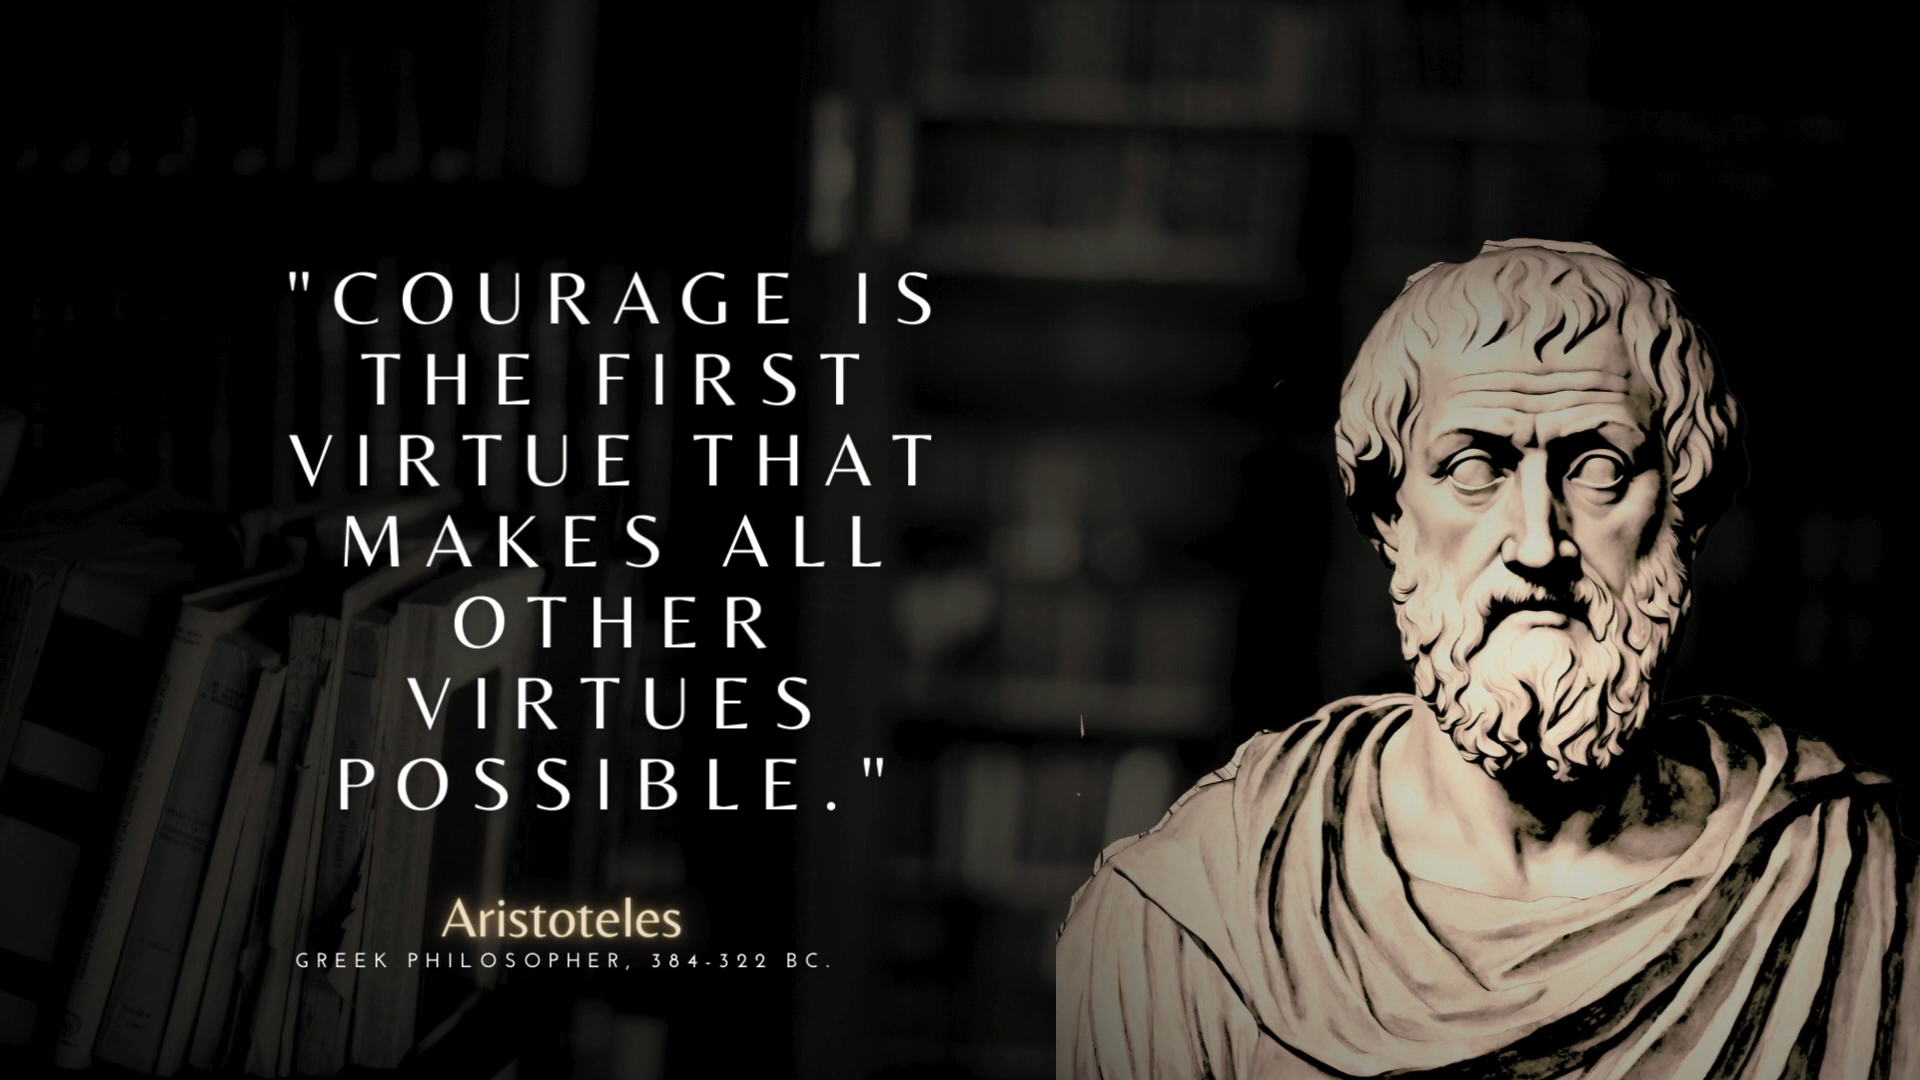 "COURAGE IS
THE FIRST
VIRTUE THAT
MAKES ALL
OTHER
VIRTUES
POSSIBLE."
Aristoteles
GREEK PHILOSOPHER, 384-322 BC.